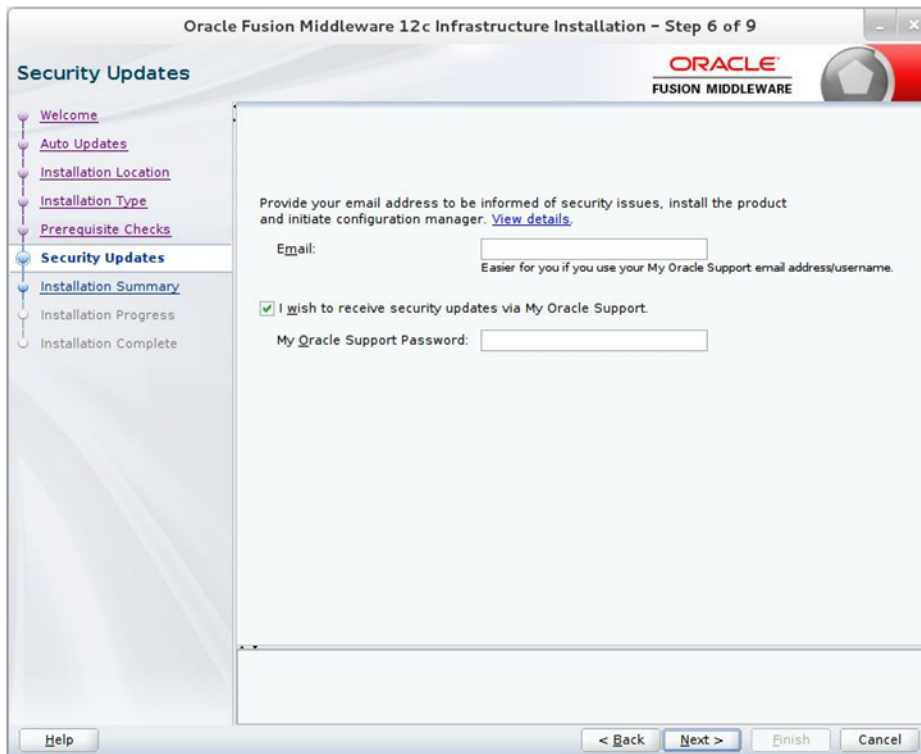 Oracle Fusion Middleware 12c Infrastructure Installation – Step 6 of 9
Security Updates
ORACLE
FUSION MIDDLEWARE
Welcome
Auto Updates
Installation Location
Installation Type
Prerequisite Checks
Security Updates
Installation Summary
Installation Progress
Installation Complete
Provide your email address to be informed of security issues, install the product
and initiate configuration manager. View details.
Email:
Easier for you if you use your My Oracle Support email address/username.
I wish to receive security updates via My Oracle Support.
My Oracle Support Password:
Help
< Back
Next >
Finish
Cancel